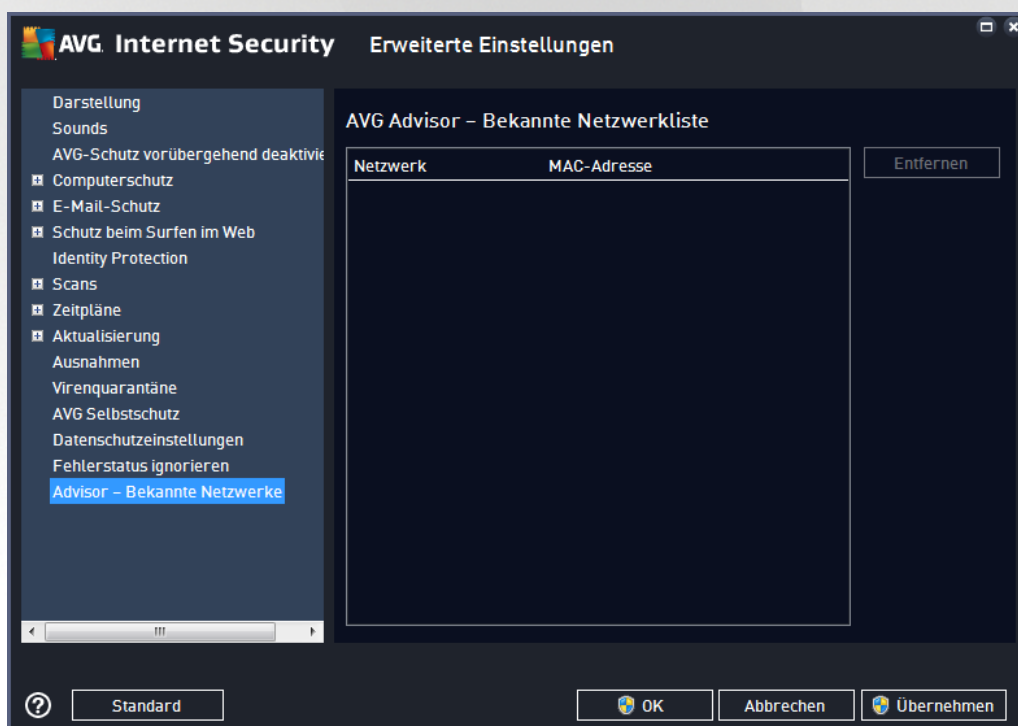 AVG. Internet Security Erweiterte Einstellungen
Darstellung
Sounds
AVG-Schutz vorübergehend deaktivie
Computerschutz
E-Mail-Schutz
Schutz beim Surfen im Web
Identity Protection
Scans
Zeitpläne
Aktualisierung
Ausnahmen
Virenquarantäne
AVG Selbstschutz
Datenschutzeinstellungen
Fehlerstatus ignorieren
Advisor – Bekannte Netzwerke
AVG Advisor – Bekannte Netzwerkliste
Netzwerk MAC-Adresse
Entfernen
Standard OK Abbrechen Übernehmen